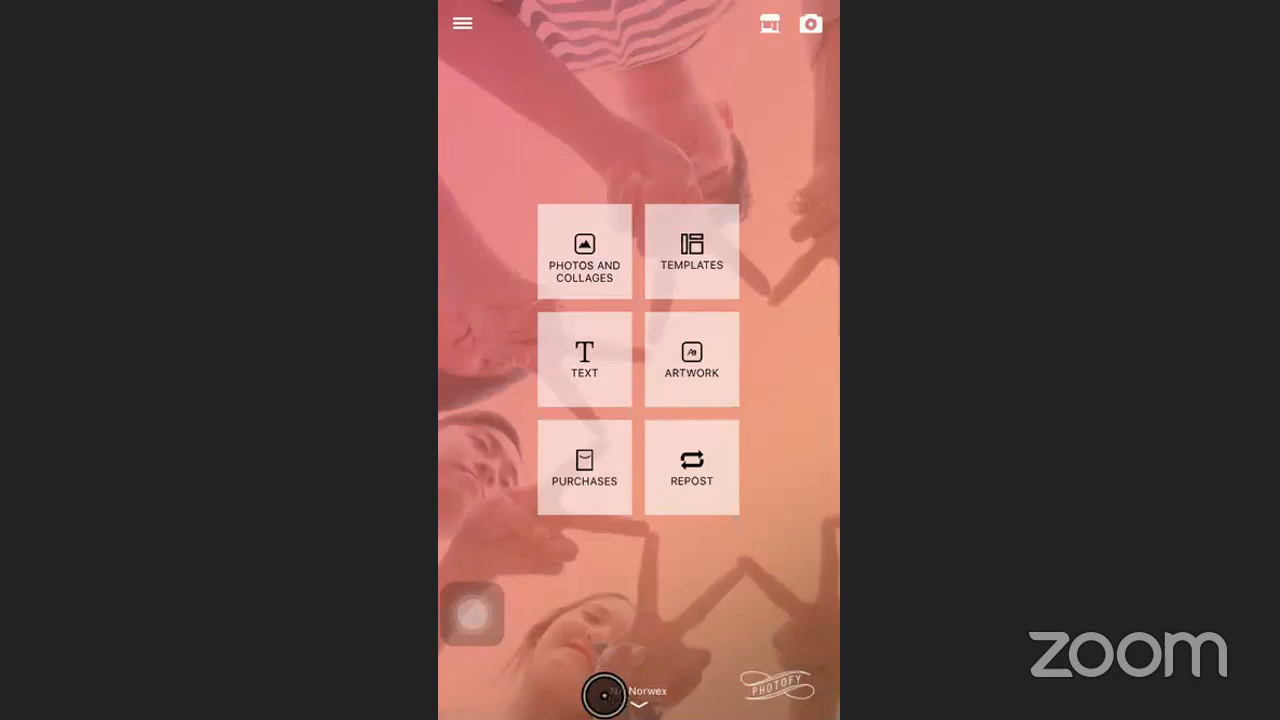 PHOTOS AND
COLLAGES
TEMPLATES
T
TEXT
ARTWORK
PURCHASES
REPOST
Norwex
PHOTOFY
zoom